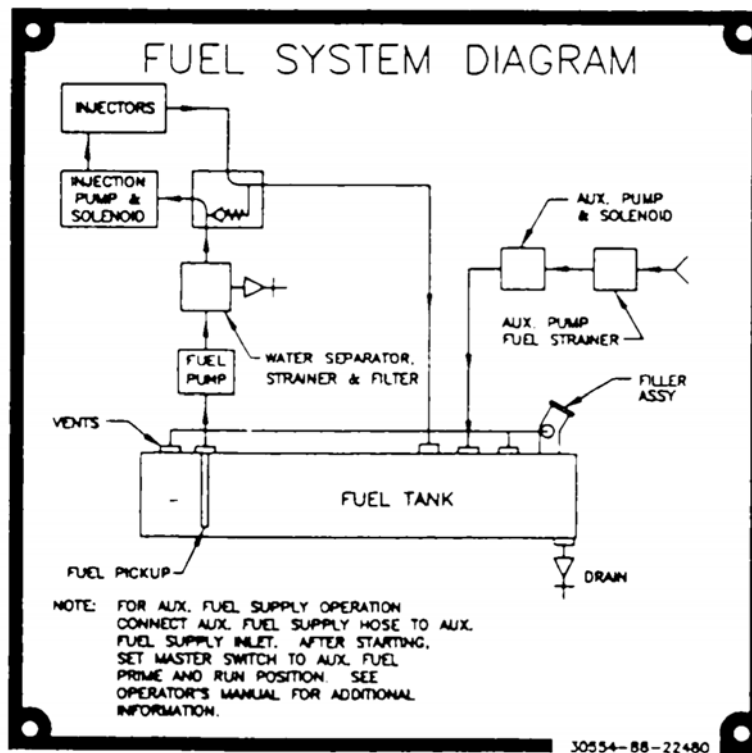 FUEL SYSTEM DIAGRAM
INJECTORS
INJECTION
PUMP &
SOLENOID
AUX. PUMP
& SOLENOID
AUX. PUMP
FUEL STRAINER
WATER SEPARATOR,
STRAINER & FILTER
FUEL
PUMP
FILLER
ASSY
VENTS
FUEL TANK
FUEL PICKUP
DRAIN
NOTE: FOR AUX. FUEL SUPPLY OPERATION
CONNECT AUX. FUEL SUPPLY HOSE TO AUX.
FUEL SUPPLY INLET. AFTER STARTING,
SET MASTER SWITCH TO AUX. FUEL
PRIME AND RUN POSITION. SEE
OPERATOR'S MANUAL FOR ADDITIONAL
INFORMATION.
30554-88-22480